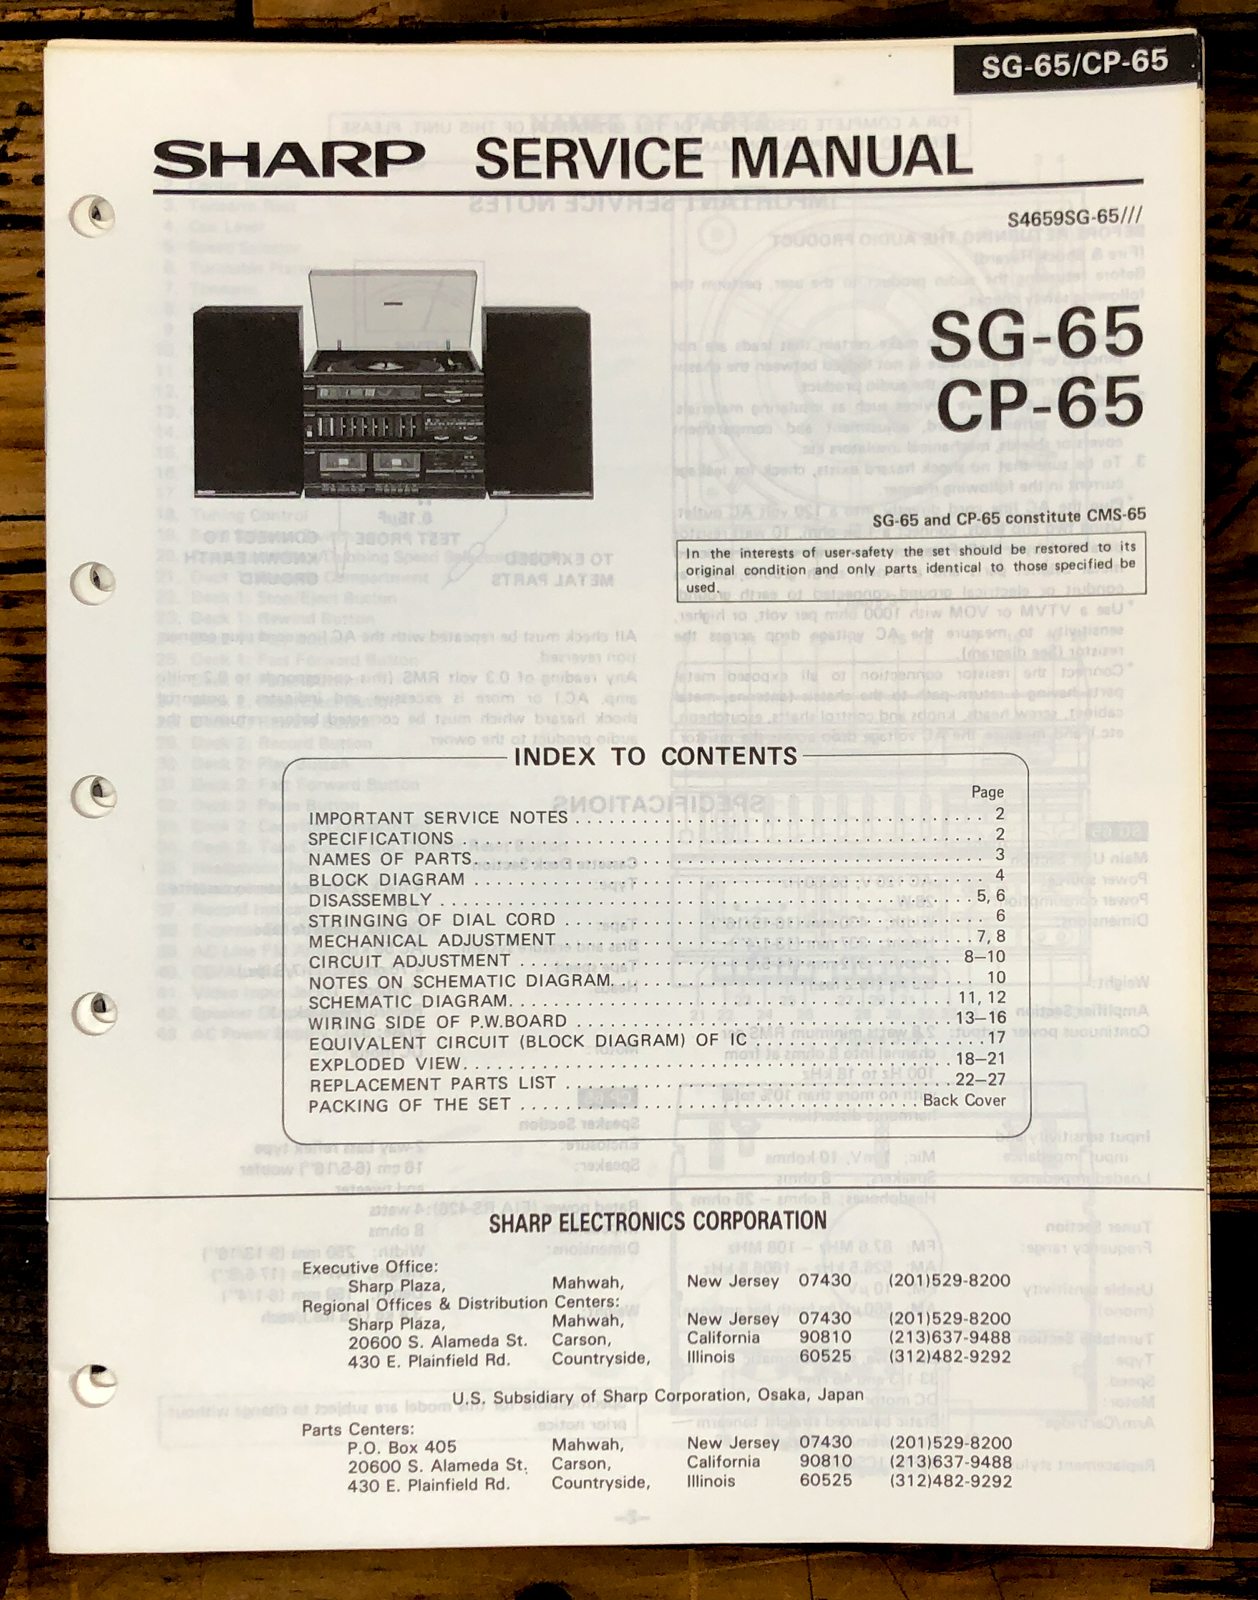 SG-65/CP-65
SHARP SERVICE MANUAL
S4659SG-65///
SG-65
CP-65
SG-65 and CP-65 constitute CMS-65
In the interests of user-safety the set should be restored to its
original condition and only parts identical to those specified be
used.
INDEX TO CONTENTS
Page
IMPORTANT SERVICE NOTES . . . . . . . . . . . . . . . . . . . . . . . . . . . . . . 2
SPECIFICATIONS . . . . . . . . . . . . . . . . . . . . . . . . . . . . . . 2
NAMES OF PARTS. . . . . . . . . . . . . . . . . . . . . . . . . . . . . . 3
BLOCK DIAGRAM . . . . . . . . . . . . . . . . . . . . . . . . . . . . . . 4
DISASSEMBLY . . . . . . . . . . . . . . . . . . . . . . . . . . . . . . 5, 6
STRINGING OF DIAL CORD . . . . . . . . . . . . . . . . . . . . . . . . . . . . . . 6
MECHANICAL ADJUSTMENT . . . . . . . . . . . . . . . . . . . . . . . . . . . . . . 7, 8
CIRCUIT ADJUSTMENT . . . . . . . . . . . . . . . . . . . . . . . . . . . . . . 8–10
NOTES ON SCHEMATIC DIAGRAM. . . . . . . . . . . . . . . . . . . . . . . . . . . . . . 10
SCHEMATIC DIAGRAM. . . . . . . . . . . . . . . . . . . . . . . . . . . . . . 11, 12
WIRING SIDE OF P.W.BOARD . . . . . . . . . . . . . . . . . . . . . . . . . . . . . . 13–16
EQUIVALENT CIRCUIT (BLOCK DIAGRAM) OF IC . . . . . . . . . . . . . . . . . . . . 17
EXPLODED VIEW. . . . . . . . . . . . . . . . . . . . . . . . . . . . . . 18–21
REPLACEMENT PARTS LIST . . . . . . . . . . . . . . . . . . . . . . . . . . . . . . 22–27
PACKING OF THE SET . . . . . . . . . . . . . . . . . . . . . . . . . . . . . . Back Cover
SHARP ELECTRONICS CORPORATION
Executive Office:
Sharp Plaza, Mahwah, New Jersey 07430 (201)529-8200
Regional Offices & Distribution Centers:
Sharp Plaza, Mahwah, New Jersey 07430 (201)529-8200
20600 S. Alameda St. Carson, California 90810 (213)637-9488
430 E. Plainfield Rd. Countryside, Illinois 60525 (312)482-9292
U.S. Subsidiary of Sharp Corporation, Osaka, Japan
Parts Centers:
P.O. Box 405 Mahwah, New Jersey 07430 (201)529-8200
20600 S. Alameda St. Carson, California 90810 (213)637-9488
430 E. Plainfield Rd. Countryside, Illinois 60525 (312)482-9292